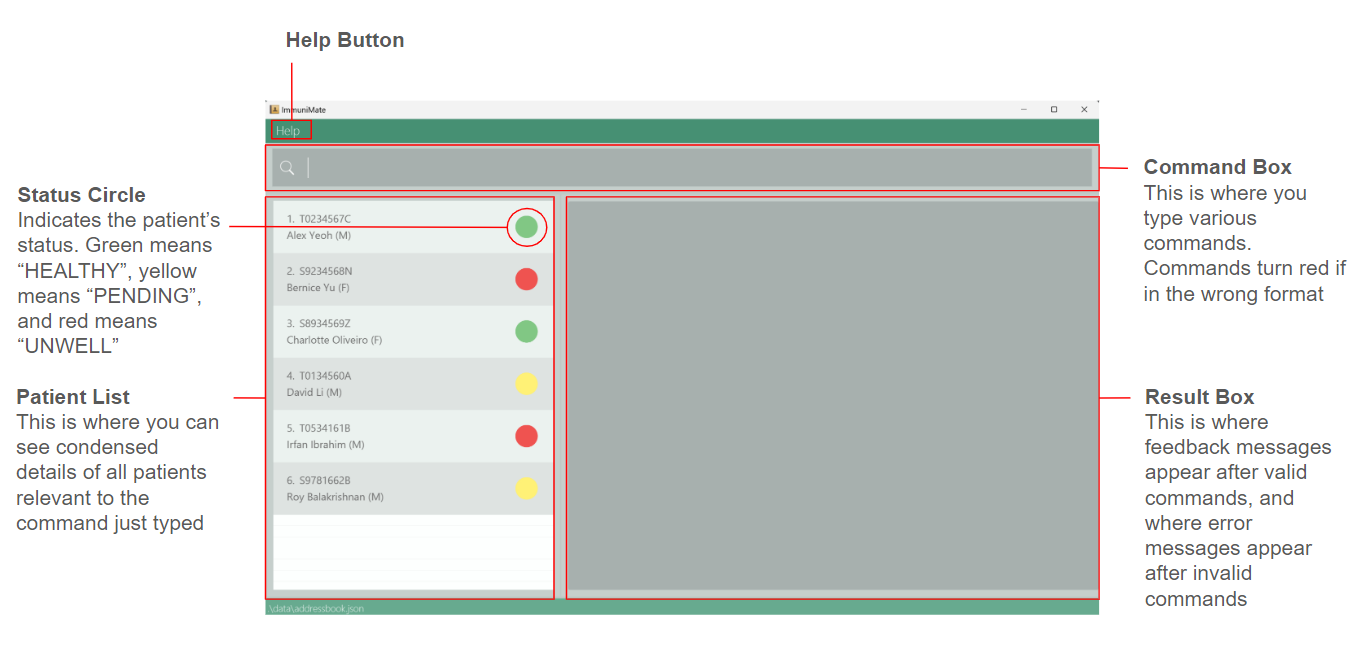 Help Button
ImmuniMate
Help
Status Circle
Indicates the patient’s
status. Green means
“HEALTHY”, yellow
means “PENDING”,
and red means
“UNWELL”
Patient List
This is where you can
see condensed
details of all patients
relevant to the
command just typed
1. T0234567C
Alex Yeoh (M)
2. S9234568N
Bernice Yu (F)
3. S8934569Z
Charlotte Oliveiro (F)
4. T0134560A
David Li (M)
5. T0534161B
Irfan Ibrahim (M)
6. S9781662B
Roy Balakrishnan (M)
\data\addressbook.json
Command Box
This is where you
type various
commands.
Commands turn red if
in the wrong format
Result Box
This is where
feedback messages
appear after valid
commands, and
where error
messages appear
after invalid
commands